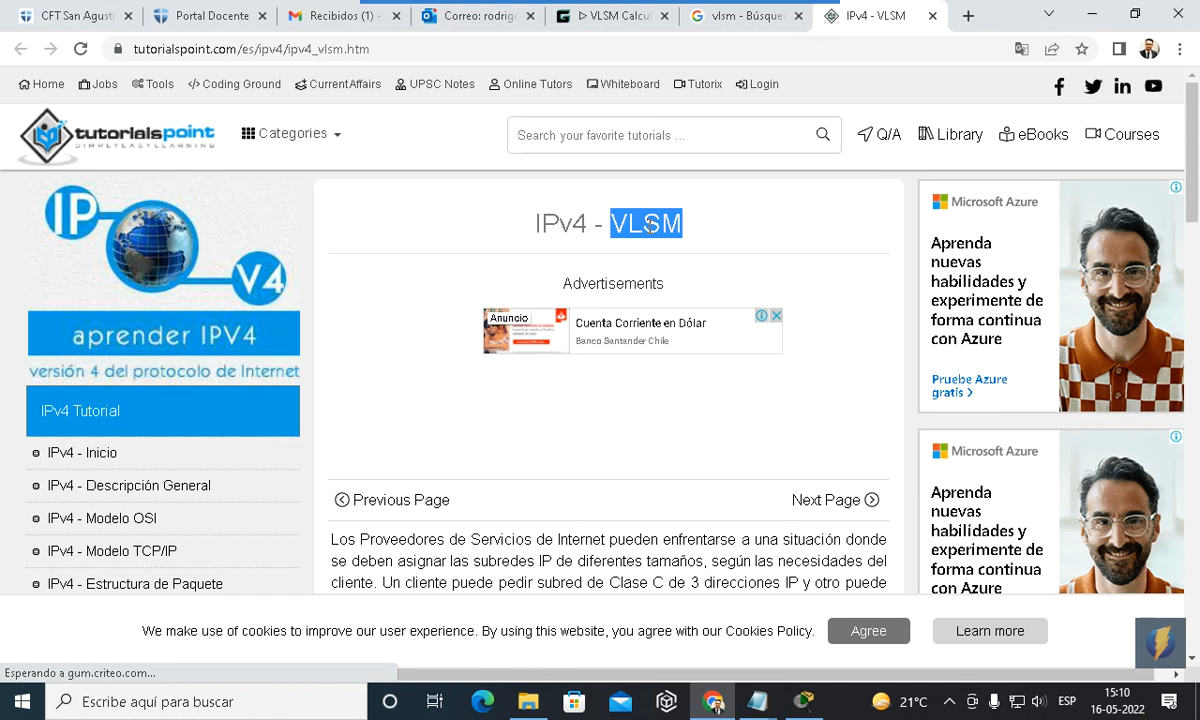 CFT San Agust
Portal Docente
Recibidos (1) -
Correo: rodrigo
VLSM Calcul
vlsm - Búsque
IPv4 - VLSM
tutorialspoint.com/es/ipv4/ipv4_vlsm.htm
Home Jobs Tools </> Coding Ground Current Affairs UPSC Notes Online Tutors Whiteboard Tutorix Login
tutorialspoint
SIMPLYEASYLEARNING
Categories
Search your favorite tutorials ...
Q/A Library eBooks Courses
IP
V4
aprender IPV4
versión 4 del protocolo de Internet
IPv4 Tutorial
IPv4 - Inicio
IPv4 - Descripción General
IPv4 - Modelo OSI
IPv4 - Modelo TCP/IP
IPv4 - Estructura de Paquete
IPv4 - VLSM
Advertisements
Anuncio
Cuenta Corriente en Dólar
Banco Santander Chile
Previous Page
Next Page
Los Proveedores de Servicios de Internet pueden enfrentarse a una situación donde
se deben asignar las subredes IP de diferentes tamaños, según las necesidades del
cliente. Un cliente puede pedir subred de Clase C de 3 direcciones IP y otro puede
Microsoft Azure
Aprenda
nuevas
habilidades y
experimente de
forma continua
con Azure
Pruebe Azure
gratis >
Microsoft Azure
Aprenda
nuevas
habilidades y
experimente de
forma continua
con Azure
We make use of cookies to improve our user experience. By using this website, you agree with our Cookies Policy.
Agree
Learn more
Esperando a gum.criteo.com...
Escribe aquí para buscar
21°C
ESP
15:10
16-05-2022